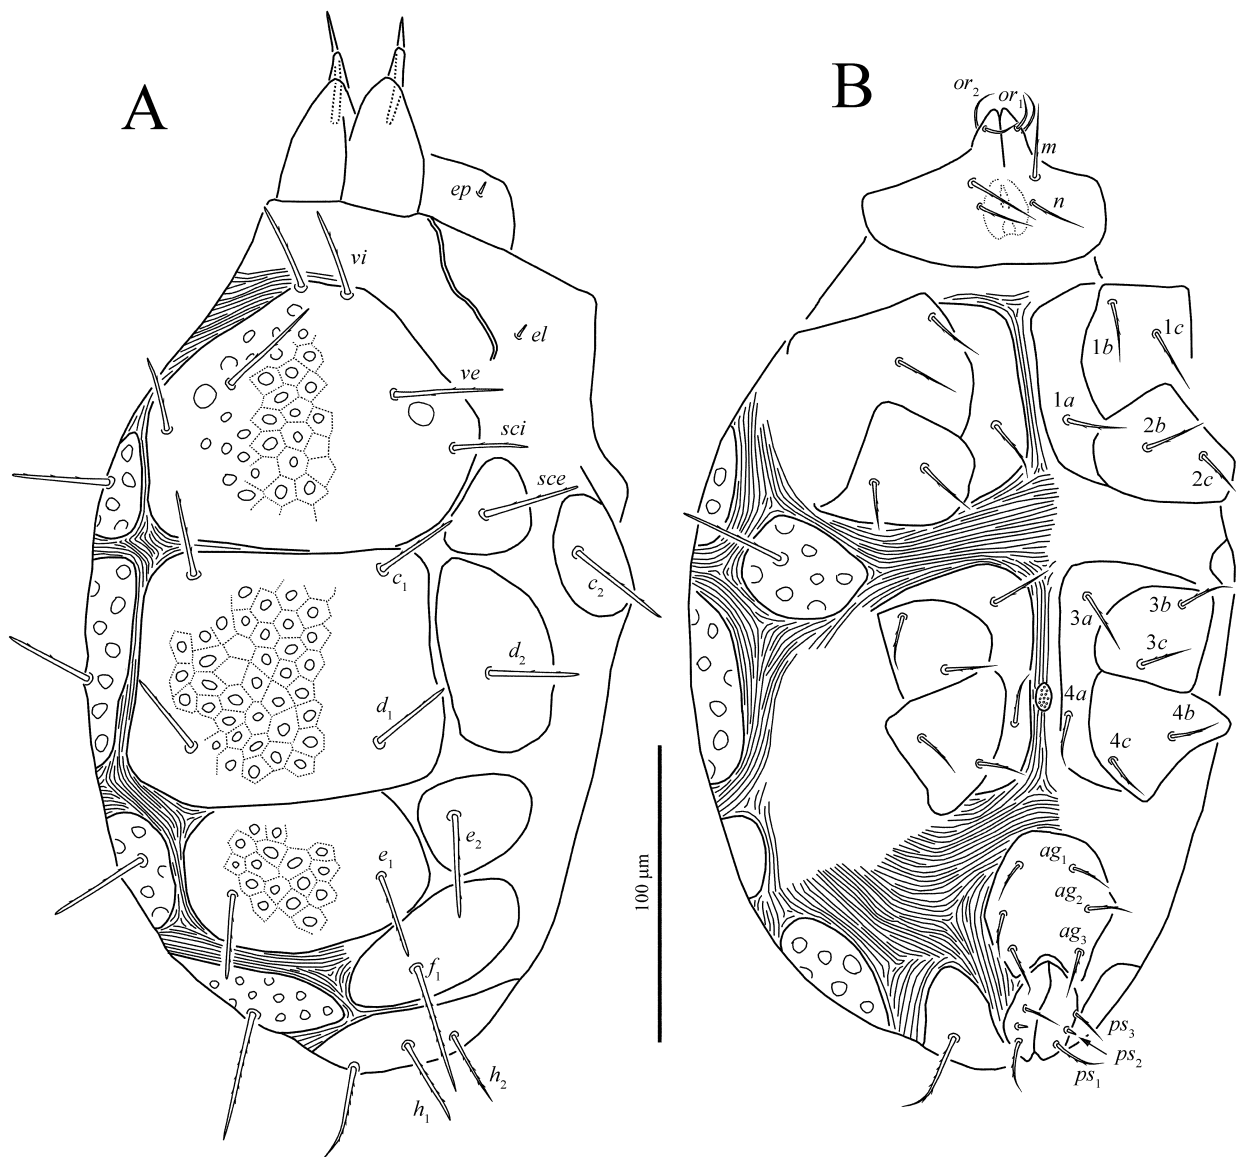 A
ep
vi
el
ve
sci
sce
c₁
c₂
d₂
d₁
e₂
e₁
f₁
h₂
h₁
100 µm
B
or₂
or₁
m
n
1b
1c
1a
2b
2c
3a
3b
3c
4a
4b
4c
ag₁
ag₂
ag₃
ps₃
ps₂
ps₁